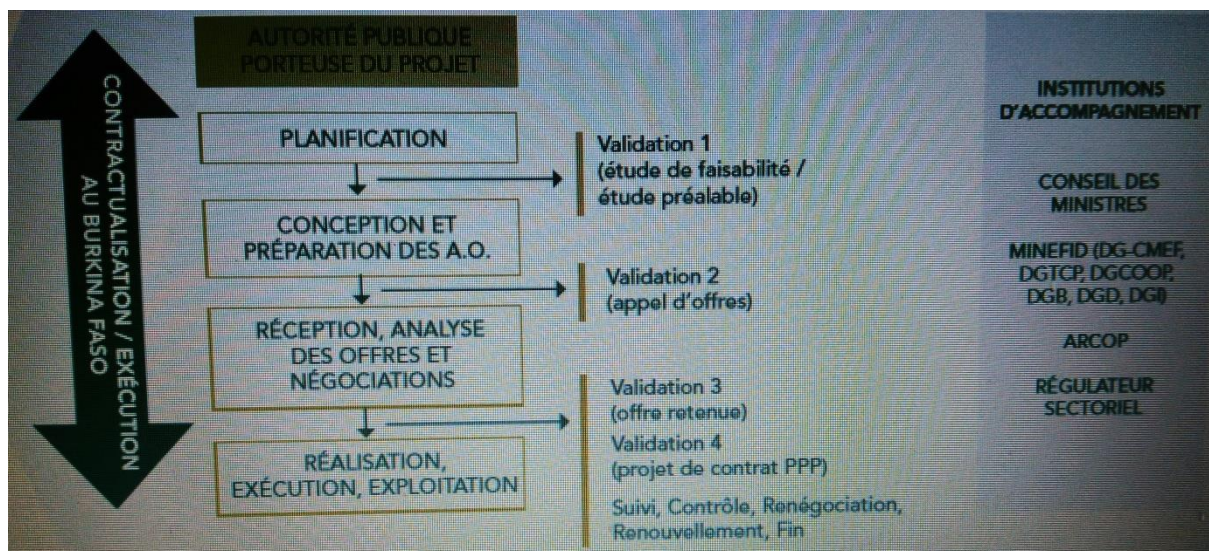 CONTRACTUALISATION / EXÉCUTION
AU BURKINA FASO
AUTORITÉ PUBLIQUE
PORTEUSE DU PROJET
PLANIFICATION
Validation 1
(étude de faisabilité /
étude préalable)
CONCEPTION ET
PRÉPARATION DES A.O.
Validation 2
(appel d'offres)
RÉCEPTION, ANALYSE
DES OFFRES ET
NÉGOCIATIONS
Validation 3
(offre retenue)
Validation 4
(projet de contrat PPP)
RÉALISATION,
EXÉCUTION, EXPLOITATION
Suivi, Contrôle, Renégociation,
Renouvellement, Fin
INSTITUTIONS
D'ACCOMPAGNEMENT
CONSEIL DES
MINISTRES
MINEFID (DG-CMEF,
DGTCP, DGCOOP,
DGB, DGD, DGI)
ARCOP
RÉGULATEUR
SECTORIEL